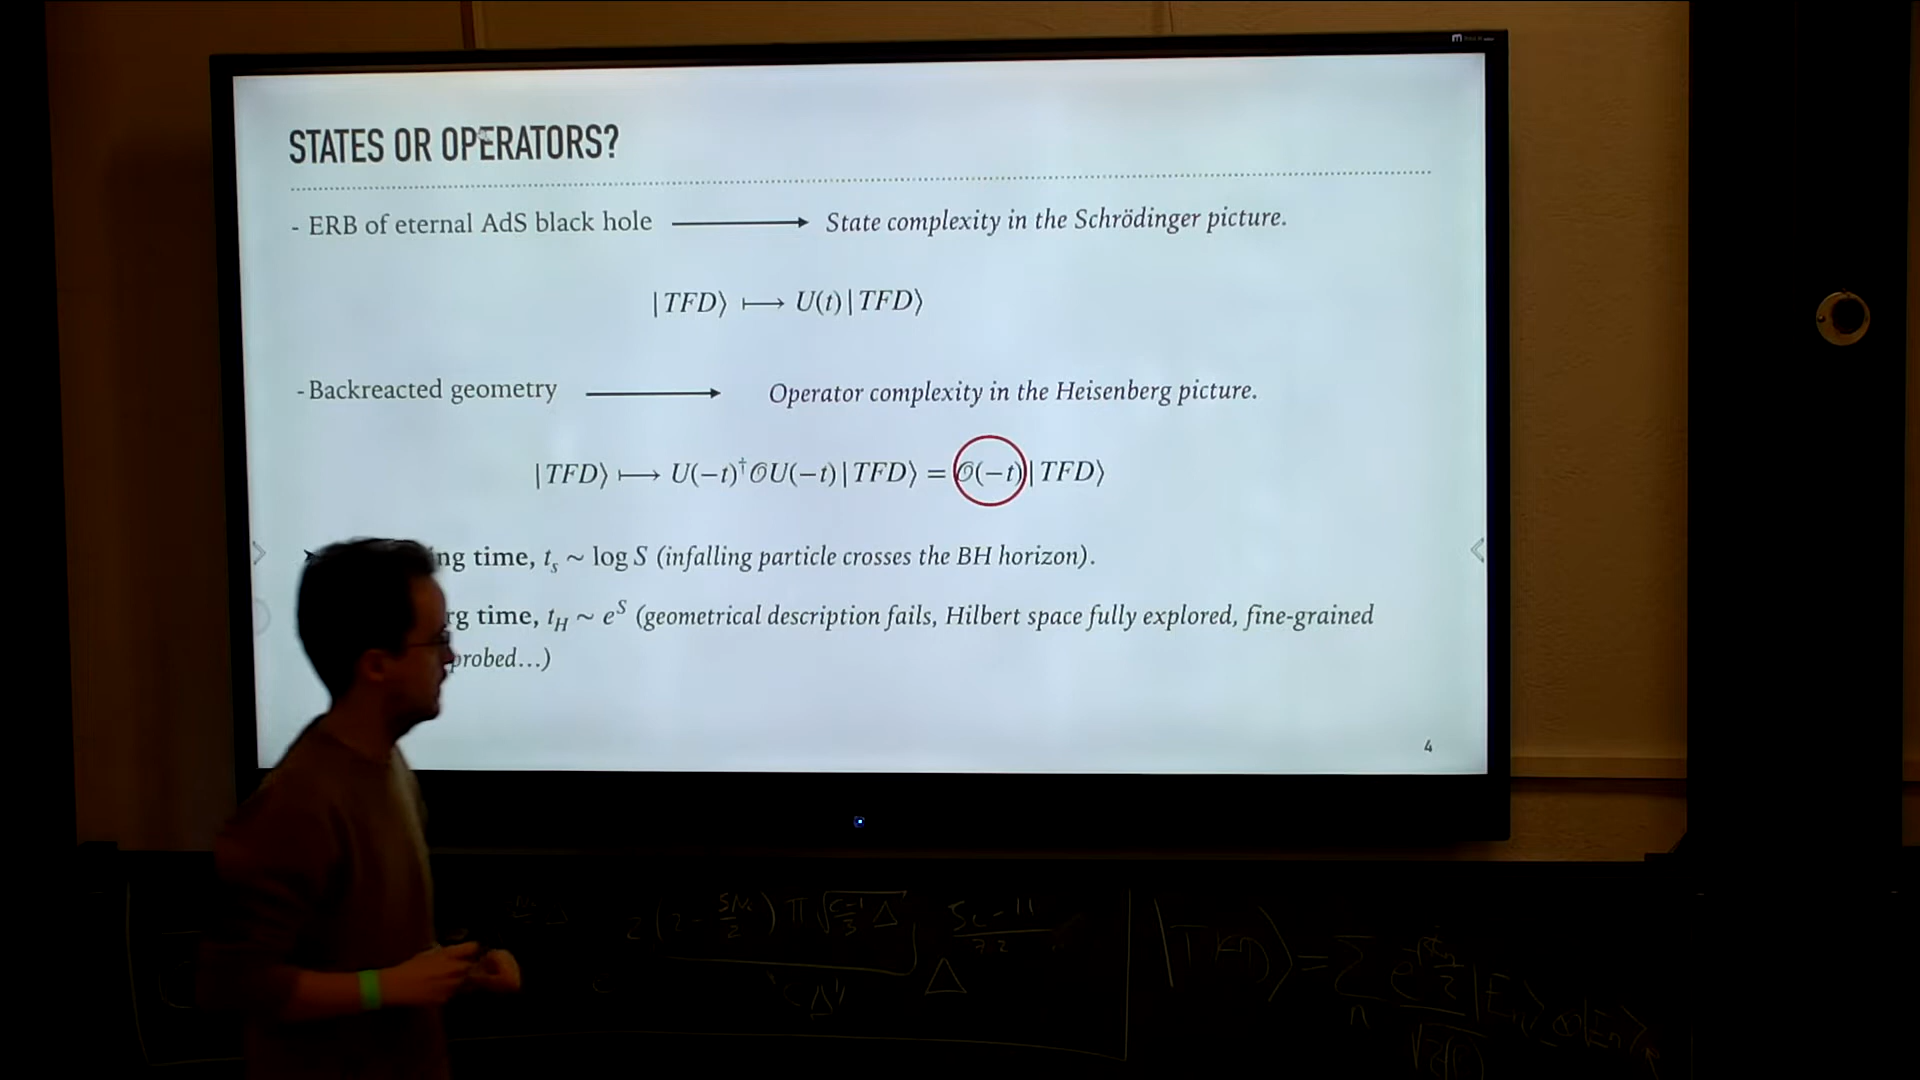 STATES OR OPERATORS?
- ERB of eternal AdS black hole ⟶ State complexity in the Schrödinger picture.
|TFD⟩ ⟼ U(t)|TFD⟩
- Backreacted geometry ⟶ Operator complexity in the Heisenberg picture.
|TFD⟩ ⟼ U(−t)†𝒪U(−t)|TFD⟩ = 𝒪(−t)|TFD⟩
ng time, tₛ ~ log S (infalling particle crosses the BH horizon).
rg time, t_H ~ e^S (geometrical description fails, Hilbert space fully explored, fine-grained
probed…)
4